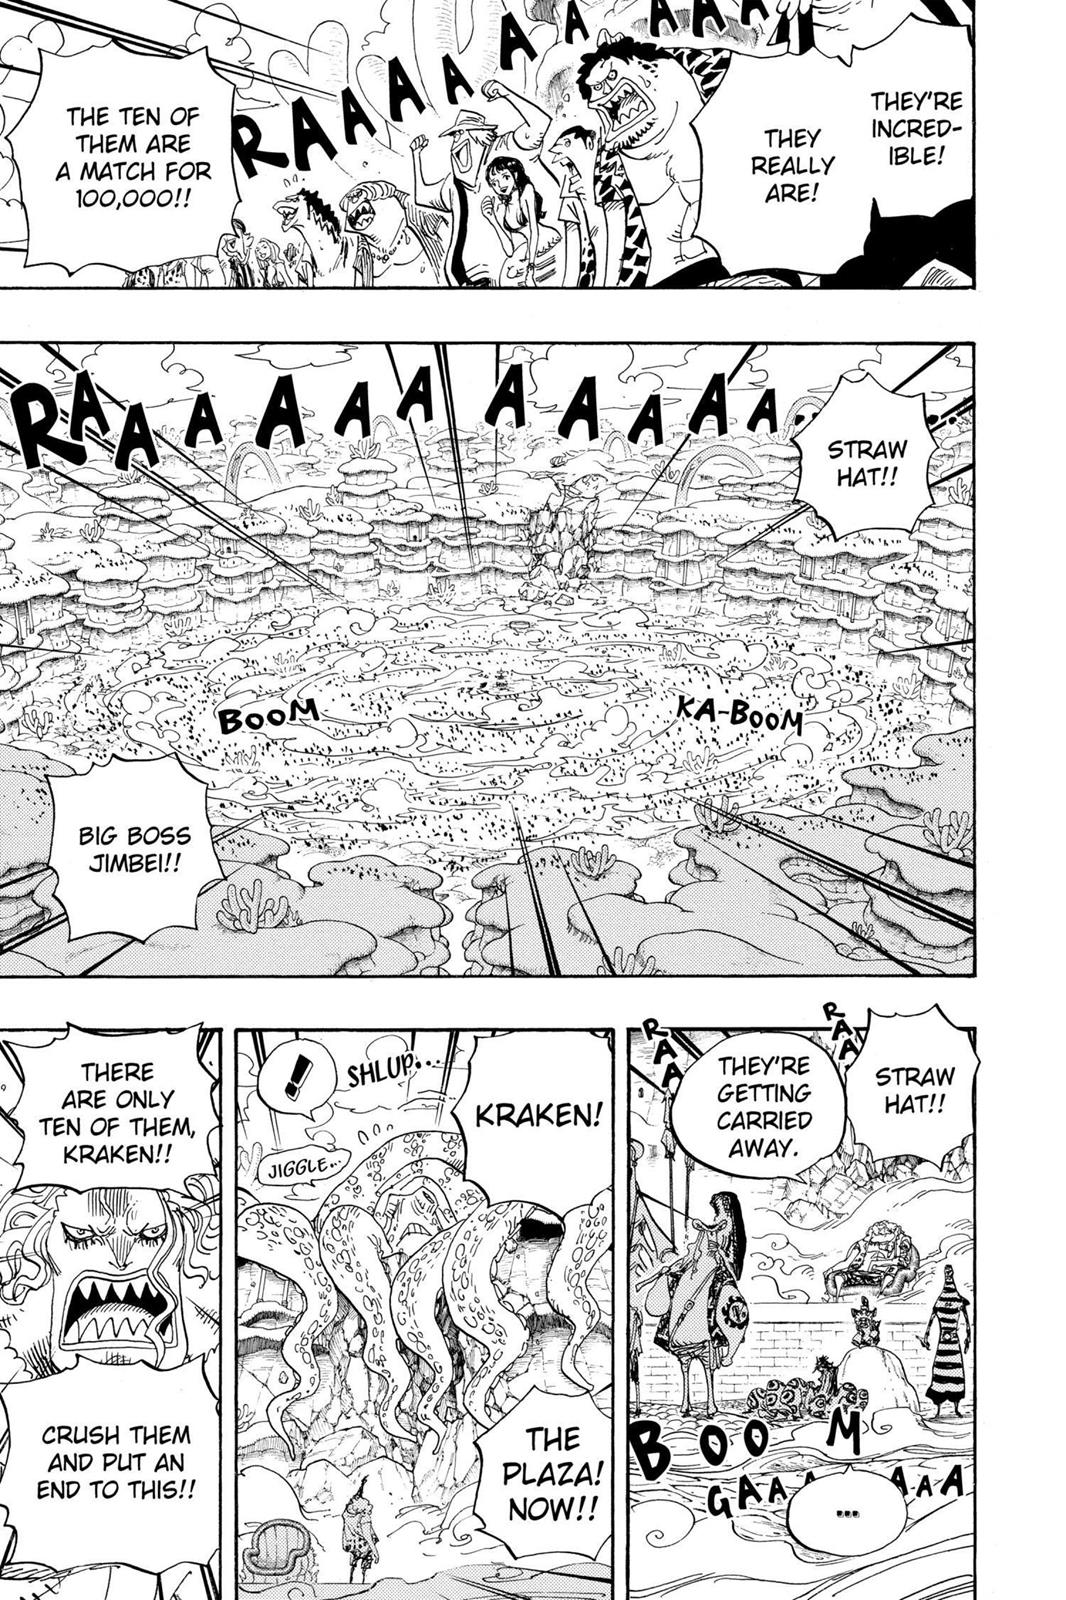 THEY'RE
INCRED-
IBLE!
THEY
REALLY
ARE!
RAAAAAAAAA
THE TEN OF
THEM ARE
A MATCH FOR
100,000!!
STRAW
HAT!!
RAAAAAAAAAA
KA-BOOM
BOOM
BIG BOSS
JIMBEI!!
STRAW
HAT!!
RAA
RAA
THEY'RE
GETTING
CARRIED
AWAY.
BOOM
GAAAAAA
...
KRAKEN!
SHLUP...
!
JIGGLE...
THE
PLAZA!
NOW!!
THERE
ARE ONLY
TEN OF THEM,
KRAKEN!!
CRUSH THEM
AND PUT AN
END TO THIS!!